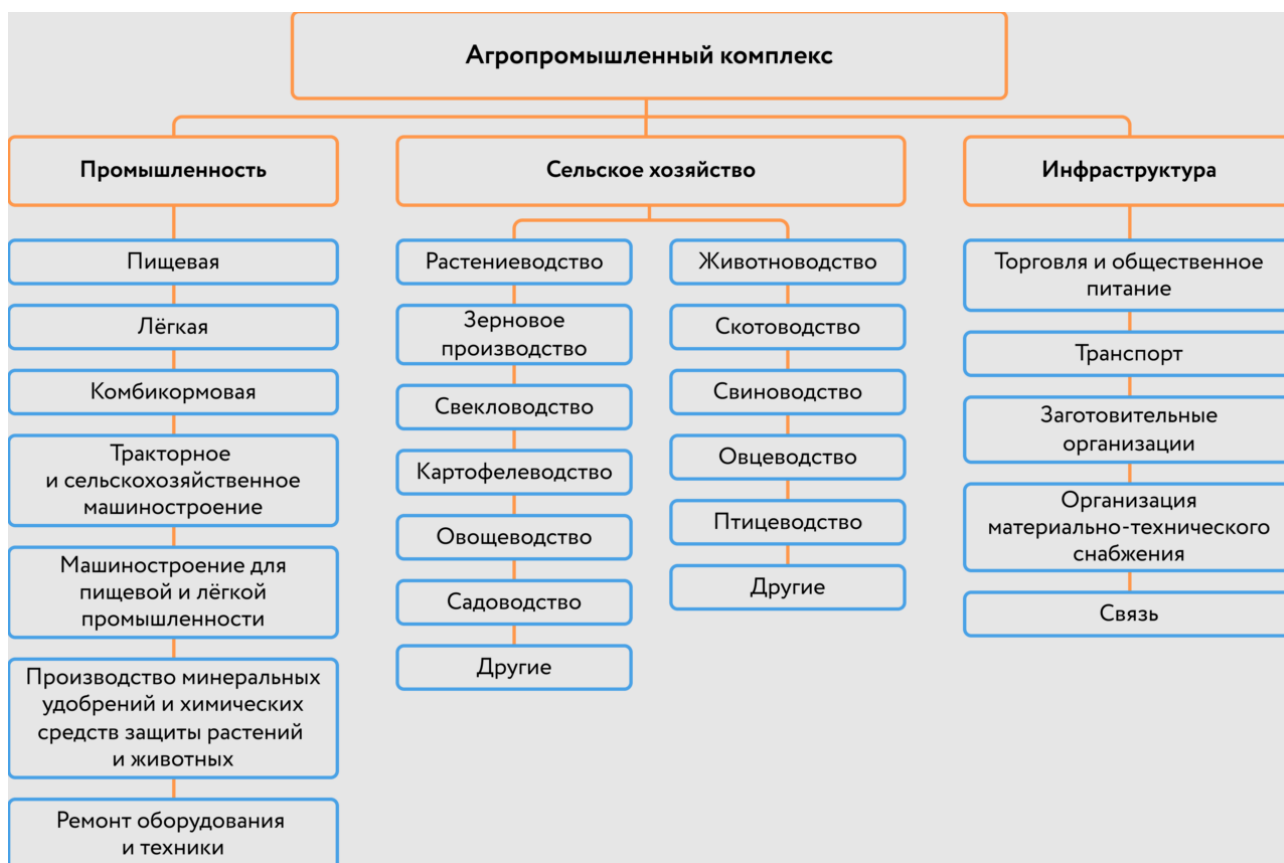 Агропромышленный комплекс
Промышленность
Пищевая
Лёгкая
Комбикормовая
Тракторное
и сельскохозяйственное
машиностроение
Машиностроение для
пищевой и лёгкой
промышленности
Производство минеральных
удобрений и химических
средств защиты растений
и животных
Ремонт оборудования
и техники
Сельское хозяйство
Растениеводство
Зерновое
производство
Свекловодство
Картофелеводство
Овощеводство
Садоводство
Другие
Животноводство
Скотоводство
Свиноводство
Овцеводство
Птицеводство
Другие
Инфраструктура
Торговля и общественное
питание
Транспорт
Заготовительные
организации
Организация
материально-технического
снабжения
Связь